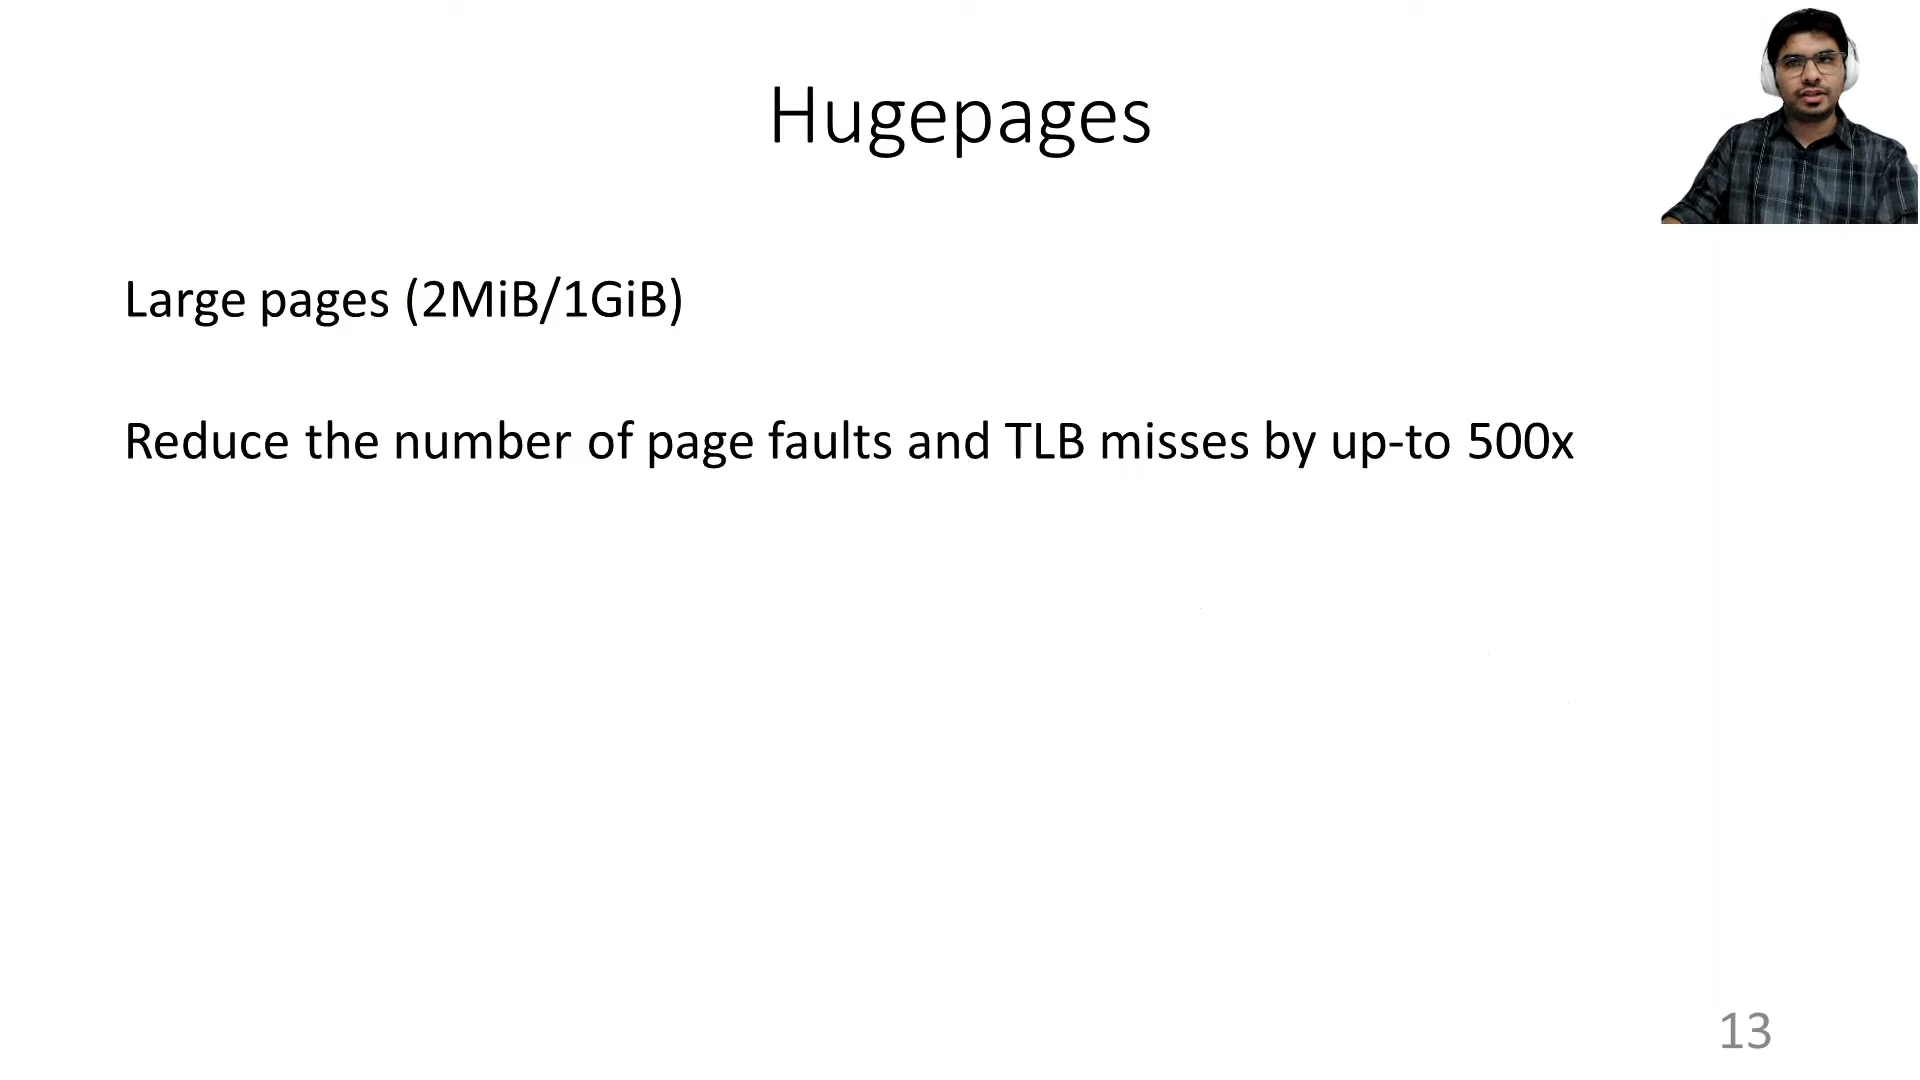 Hugepages
Large pages (2MiB/1GiB)
Reduce the number of page faults and TLB misses by up-to 500x
13